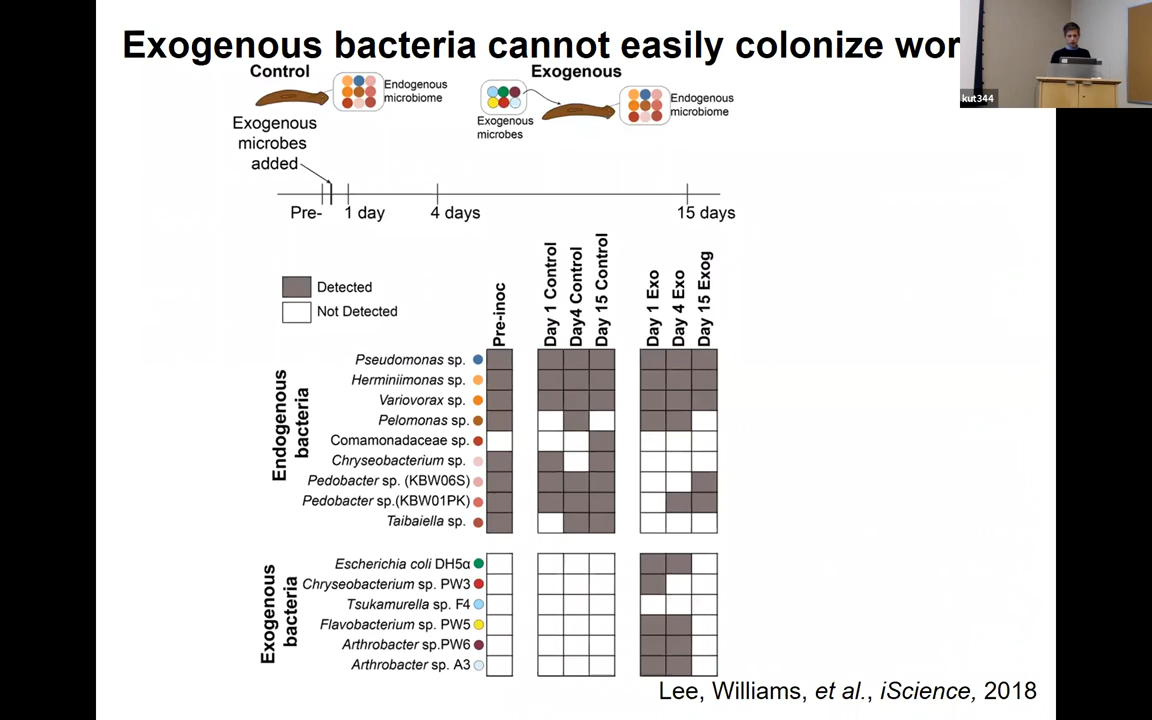 Exogenous bacteria cannot easily colonize wor
kut344
Control
Exogenous
Endogenous
microbiome
Exogenous
microbes
Endogenous
microbiome
Exogenous
microbes
added
Pre-
1 day
4 days
15 days
Detected
Not Detected
Pre-inoc
Day 1 Control
Day4 Control
Day 15 Control
Day 1 Exo
Day 4 Exo
Day 15 Exog
Endogenous
bacteria
Pseudomonas sp.
Herminiimonas sp.
Variovorax sp.
Pelomonas sp.
Comamonadaceae sp.
Chryseobacterium sp.
Pedobacter sp. (KBW06S)
Pedobacter sp.(KBW01PK)
Taibaiella sp.
Exogenous
bacteria
Escherichia coli DH5α
Chryseobacterium sp. PW3
Tsukamurella sp. F4
Flavobacterium sp. PW5
Arthrobacter sp.PW6
Arthrobacter sp. A3
Lee, Williams, et al., iScience, 2018